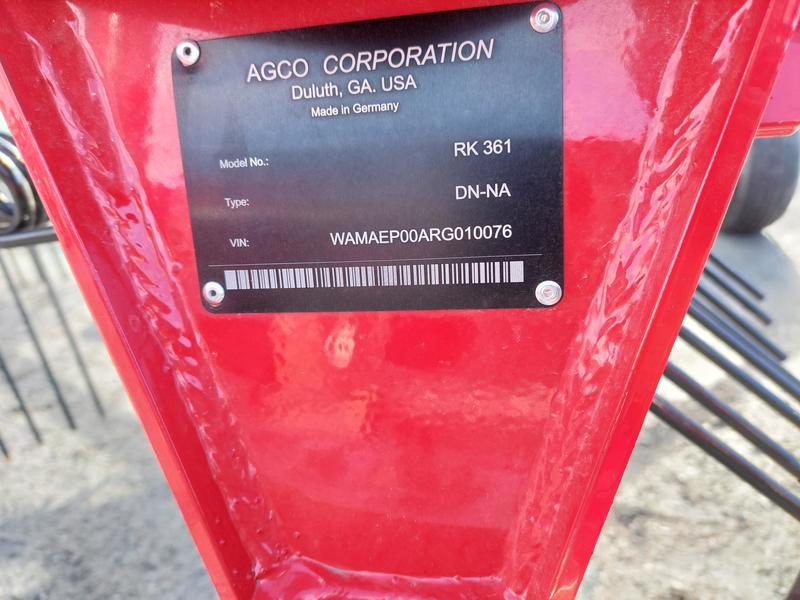 AGCO CORPORATION
Duluth, GA. USA
Made in Germany
Model No.: RK 361
Type: DN-NA
VIN: WAMAEP00ARG010076